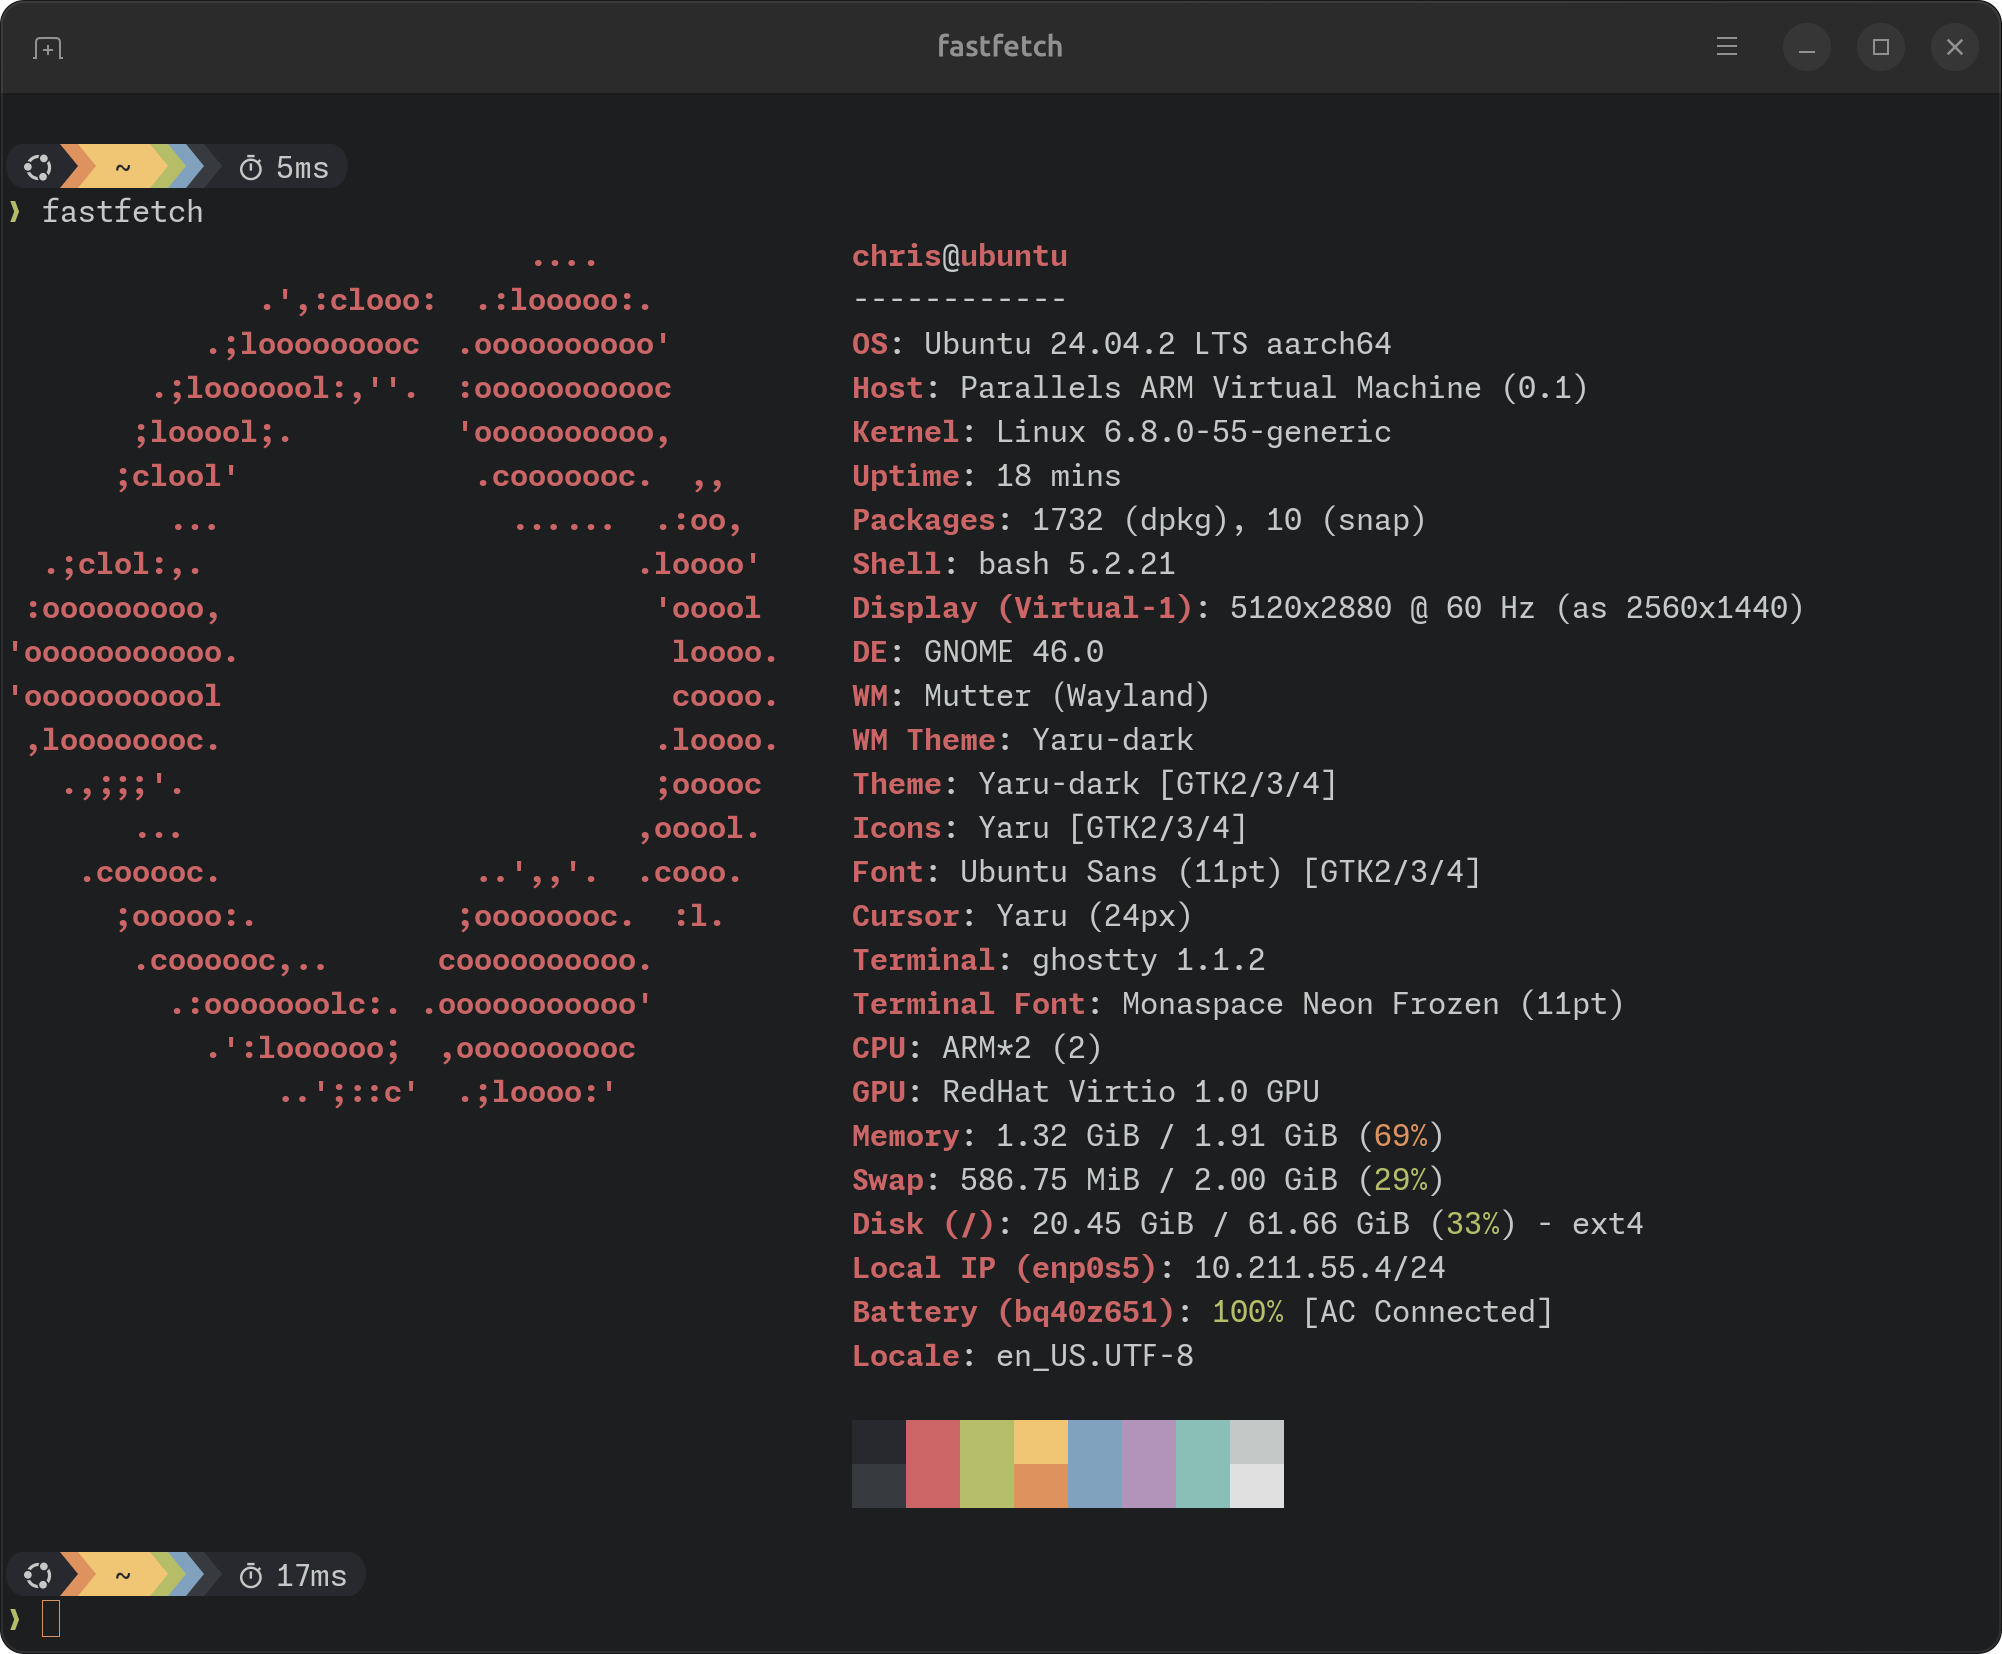 fastfetch
~ 5ms
❯ fastfetch
....
.',:clooo:  .:looooo:.
.;looooooooc  .oooooooooo'
.;looooool:,''.  :ooooooooooc
;looool;.         'oooooooooo,
;clool'             .cooooooc.  ,,
...                ......  .:oo,
.;clol:,.                        .loooo'
:ooooooooo,                        'ooool
'ooooooooooo.                        loooo.
'ooooooooool                         coooo.
,loooooooc.                        .loooo.
.,;;;'.                          ;ooooc
...                         ,ooool.
.cooooc.              ..',,'.  .cooo.
;ooooo:.           ;oooooooc.  :l.
.coooooc,..      coooooooooo.
.:ooooooolc:. .ooooooooooo'
.':loooooo;  ,oooooooooc
..';::c'  .;loooo:'
chris@ubuntu
------------
OS: Ubuntu 24.04.2 LTS aarch64
Host: Parallels ARM Virtual Machine (0.1)
Kernel: Linux 6.8.0-55-generic
Uptime: 18 mins
Packages: 1732 (dpkg), 10 (snap)
Shell: bash 5.2.21
Display (Virtual-1): 5120x2880 @ 60 Hz (as 2560x1440)
DE: GNOME 46.0
WM: Mutter (Wayland)
WM Theme: Yaru-dark
Theme: Yaru-dark [GTK2/3/4]
Icons: Yaru [GTK2/3/4]
Font: Ubuntu Sans (11pt) [GTK2/3/4]
Cursor: Yaru (24px)
Terminal: ghostty 1.1.2
Terminal Font: Monaspace Neon Frozen (11pt)
CPU: ARM*2 (2)
GPU: RedHat Virtio 1.0 GPU
Memory: 1.32 GiB / 1.91 GiB (69%)
Swap: 586.75 MiB / 2.00 GiB (29%)
Disk (/): 20.45 GiB / 61.66 GiB (33%) - ext4
Local IP (enp0s5): 10.211.55.4/24
Battery (bq40z651): 100% [AC Connected]
Locale: en_US.UTF-8
~ 17ms
❯